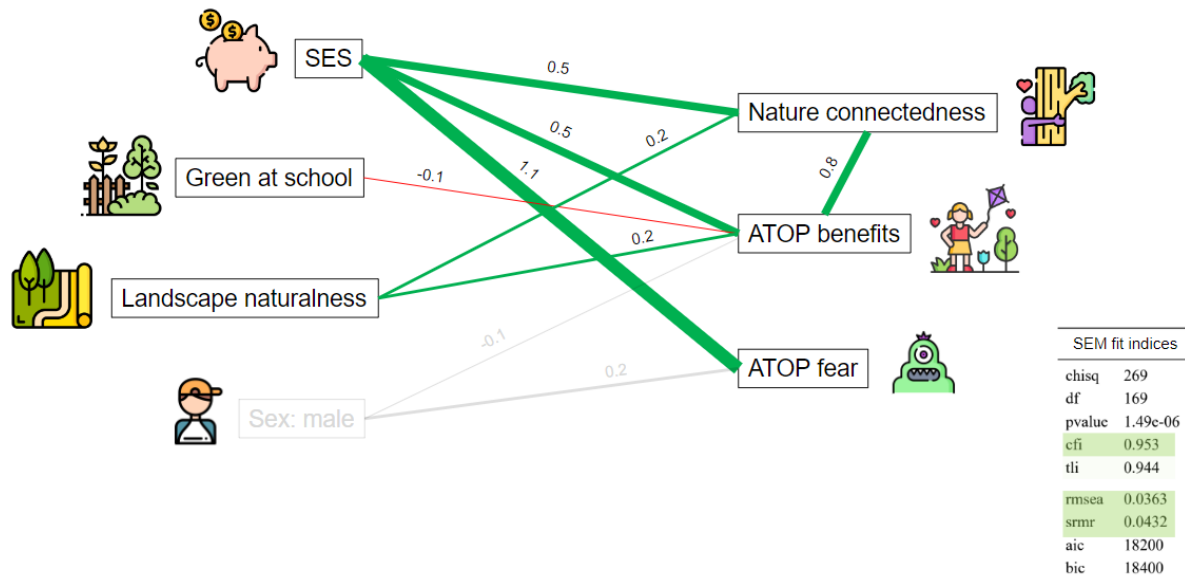 SES
0.5
Nature connectedness
0.2
0.5
1.1
0.8
Green at school
-0.1
ATOP benefits
0.2
Landscape naturalness
-0.1
ATOP fear
0.2
Sex: male
SEM fit indices
chisq 269
df 169
pvalue 1.49e-06
cfi 0.953
tli 0.944
rmsea 0.0363
srmr 0.0432
aic 18200
bic 18400
$ $